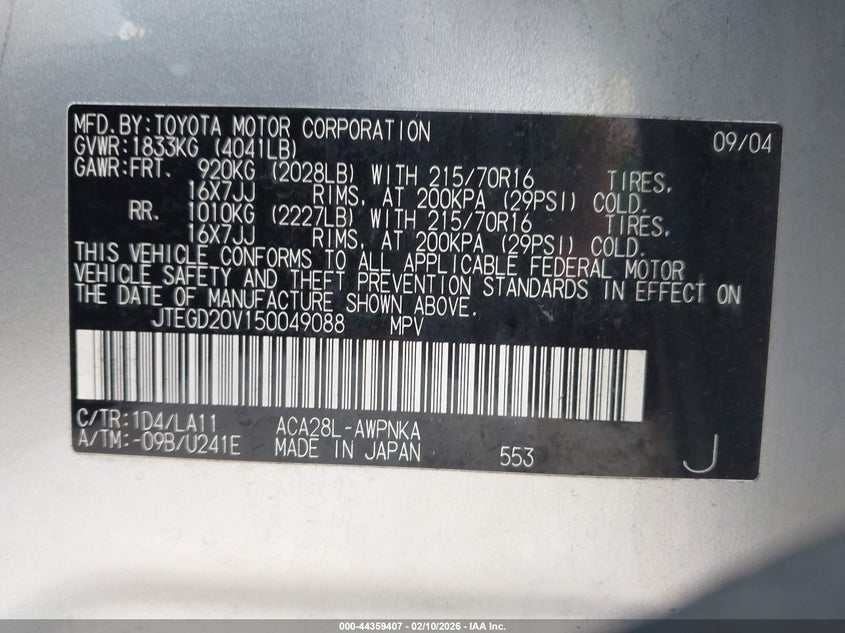 MFD.BY:TOYOTA MOTOR CORPORATION 09/04
GVWR:1833KG (4041LB)
GAWR:FRT. 920KG (2028LB) WITH 215/70R16 TIRES,
16X7JJ RIMS, AT 200KPA (29PSI) COLD.
RR. 1010KG (2227LB) WITH 215/70R16 TIRES,
16X7JJ RIMS, AT 200KPA (29PSI) COLD.
THIS VEHICLE CONFORMS TO ALL APPLICABLE FEDERAL MOTOR
VEHICLE SAFETY AND THEFT PREVENTION STANDARDS IN EFFECT ON
THE DATE OF MANUFACTURE SHOWN ABOVE.
JTEGD20V150049088 MPV
C/TR:1D4/LA11 ACA28L-AWPNKA
A/TM:-09B/U241E MADE IN JAPAN 553 J
000-44359407 - 02/10/2026 - IAA Inc.